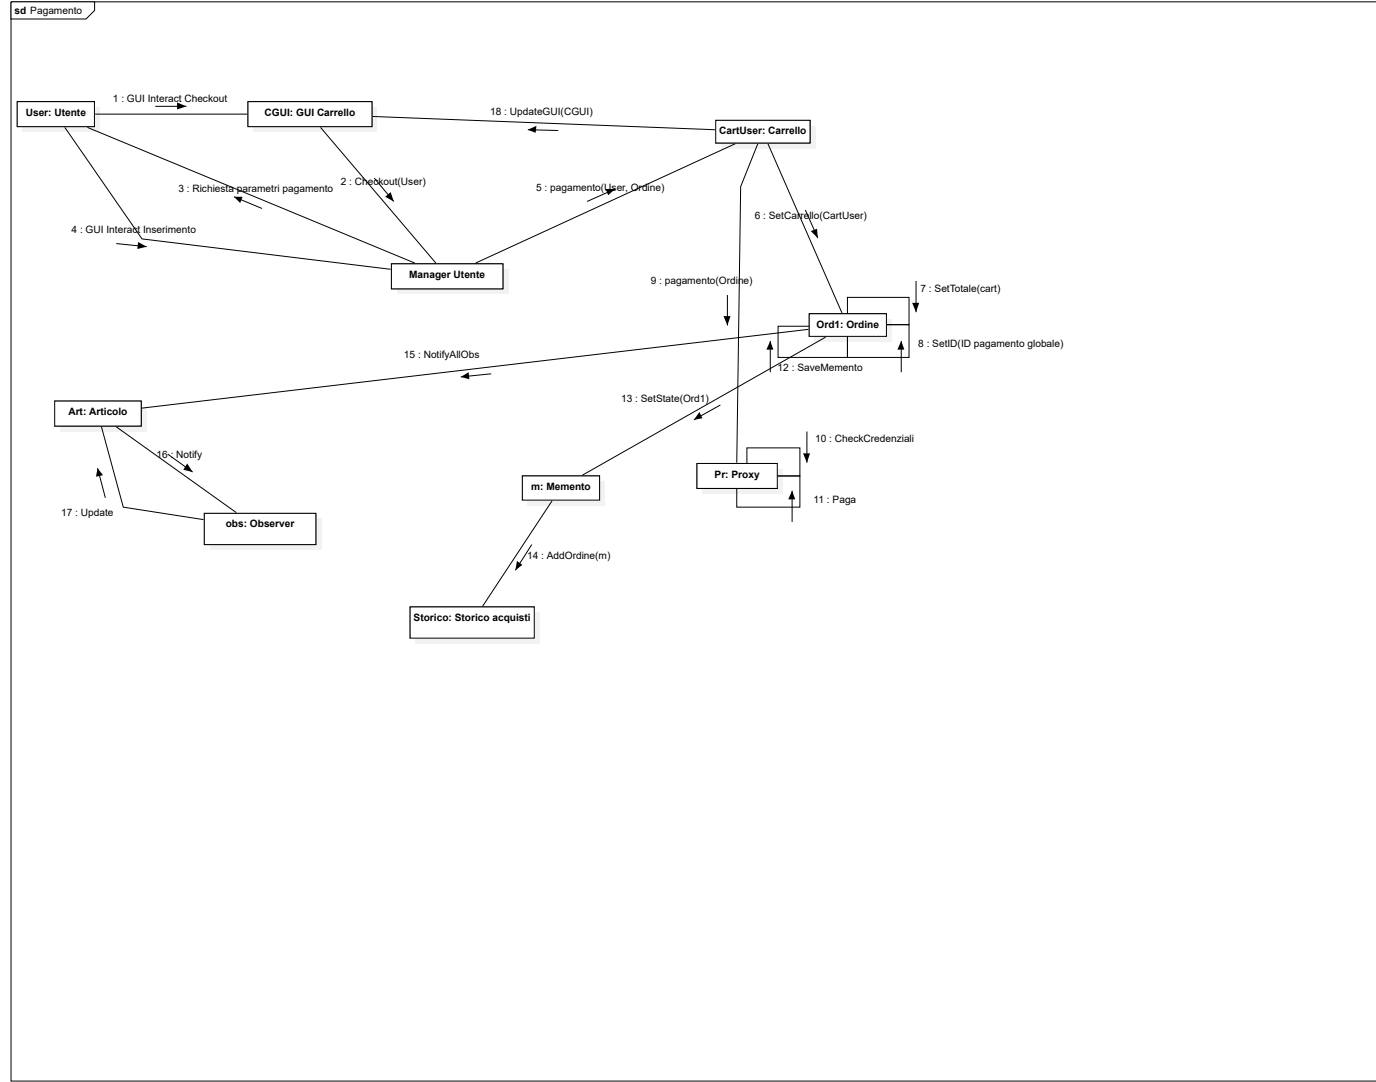 sd Pagamento
1 : GUI Interact Checkout
User: Utente
CGUI: GUI Carrello
18 : UpdateGUI(CGUI)
CartUser: Carrello
2 : Checkout(User)
3 : Richiesta parametri pagamento
5 : pagamento(User, Ordine)
6 : SetCarrello(CartUser)
4 : GUI Interact Inserimento
Manager Utente
9 : pagamento(Ordine)
7 : SetTotale(cart)
Ord1: Ordine
8 : SetID(ID pagamento globale)
15 : NotifyAllObs
12 : SaveMemento
13 : SetState(Ord1)
Art: Articolo
10 : CheckCredenziali
16 : Notify
Pr: Proxy
m: Memento
11 : Paga
17 : Update
obs: Observer
14 : AddOrdine(m)
Storico: Storico acquisti